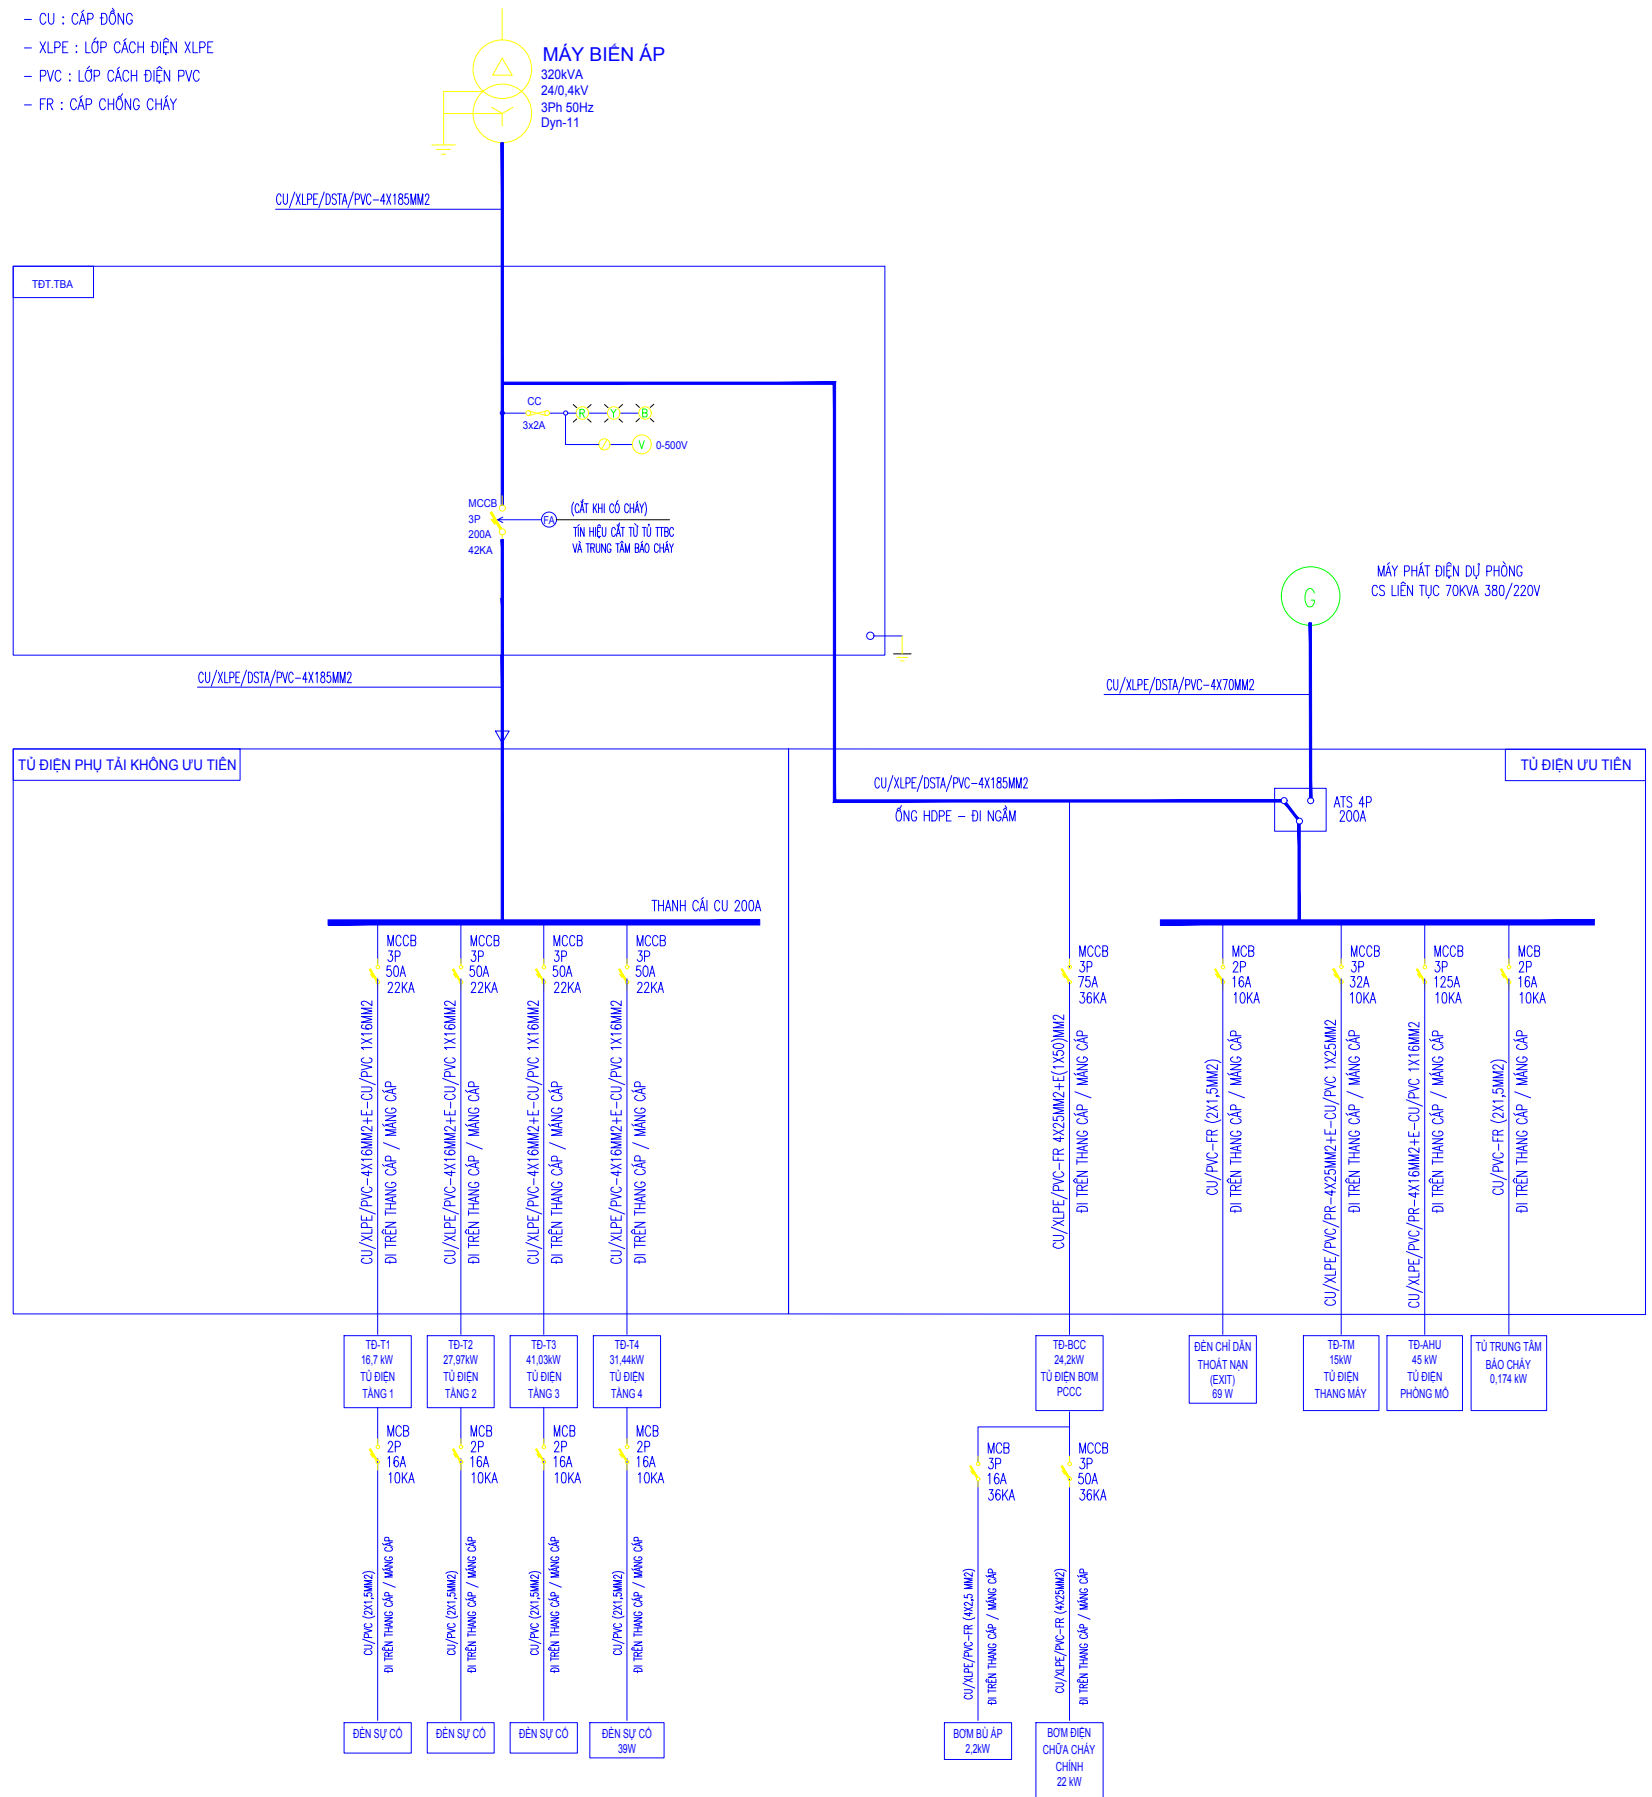 - CU : CÁP ĐỒNG
- XLPE : LỚP CÁCH ĐIỆN XLPE
- PVC : LỚP CÁCH ĐIỆN PVC
- FR : CÁP CHỐNG CHÁY
MÁY BIẾN ÁP
320kVA
24/0,4kV
3Ph 50Hz
Dyn-11
CU/XLPE/DSTA/PVC-4X185MM2
TĐT.TBA
CC
3x2A
R
Y
B
V
0-500V
MCCB
3P
200A
42KA
FA
(CẮT KHI CÓ CHÁY)
TÍN HIỆU CẮT TỪ TỦ TTBC
VÀ TRUNG TÂM BÁO CHÁY
G
MÁY PHÁT ĐIỆN DỰ PHÒNG
CS LIÊN TỤC 70KVA 380/220V
CU/XLPE/DSTA/PVC-4X185MM2
CU/XLPE/DSTA/PVC-4X70MM2
TỦ ĐIỆN PHỤ TẢI KHÔNG ƯU TIÊN
TỦ ĐIỆN ƯU TIÊN
CU/XLPE/DSTA/PVC-4X185MM2
ỐNG HDPE - ĐI NGẦM
ATS 4P
200A
THANH CÁI CU 200A
MCCB
3P
50A
22KA
CU/XLPE/PVC-4X16MM2+E-CU/PVC 1X16MM2
ĐI TRÊN THANG CÁP / MÁNG CÁP
MCCB
3P
50A
22KA
CU/XLPE/PVC-4X16MM2+E-CU/PVC 1X16MM2
ĐI TRÊN THANG CÁP / MÁNG CÁP
MCCB
3P
50A
22KA
CU/XLPE/PVC-4X16MM2+E-CU/PVC 1X16MM2
ĐI TRÊN THANG CÁP / MÁNG CÁP
MCCB
3P
50A
22KA
CU/XLPE/PVC-4X16MM2+E-CU/PVC 1X16MM2
ĐI TRÊN THANG CÁP / MÁNG CÁP
MCCB
3P
75A
36KA
CU/XLPE/PVC-FR 4X25MM2+E(1X50)MM2
ĐI TRÊN THANG CÁP / MÁNG CÁP
MCB
2P
16A
10KA
CU/PVC-FR (2X1,5MM2)
ĐI TRÊN THANG CÁP / MÁNG CÁP
MCCB
3P
32A
10KA
CU/XLPE/PVC/PR-4X25MM2+E-CU/PVC 1X25MM2
ĐI TRÊN THANG CÁP / MÁNG CÁP
MCCB
3P
125A
10KA
CU/XLPE/PVC/PR-4X16MM2+E-CU/PVC 1X16MM2
ĐI TRÊN THANG CÁP / MÁNG CÁP
MCB
2P
16A
10KA
CU/PVC-FR (2X1,5MM2)
ĐI TRÊN THANG CÁP / MÁNG CÁP
TĐ-T1
16,7 kW
TỦ ĐIỆN
TẦNG 1
TĐ-T2
27,97kW
TỦ ĐIỆN
TẦNG 2
TĐ-T3
41,03kW
TỦ ĐIỆN
TẦNG 3
TĐ-T4
31,44kW
TỦ ĐIỆN
TẦNG 4
TĐ-BCC
24,2kW
TỦ ĐIỆN BƠM
PCCC
ĐÈN CHỈ DẪN
THOÁT NẠN
(EXIT)
69 W
TĐ-TM
15kW
TỦ ĐIỆN
THANG MÁY
TĐ-AHU
45 kW
TỦ ĐIỆN
PHÒNG MỔ
TỦ TRUNG TÂM
BÁO CHÁY
0,174 kW
MCB
2P
16A
10KA
CU/PVC (2X1,5MM2)
ĐI TRÊN THANG CÁP / MÁNG CÁP
MCB
2P
16A
10KA
CU/PVC (2X1,5MM2)
ĐI TRÊN THANG CÁP / MÁNG CÁP
MCB
2P
16A
10KA
CU/PVC (2X1,5MM2)
ĐI TRÊN THANG CÁP / MÁNG CÁP
MCB
2P
16A
10KA
CU/PVC (2X1,5MM2)
ĐI TRÊN THANG CÁP / MÁNG CÁP
MCB
3P
16A
36KA
CU/XLPE/PVC-FR (4X2,5 MM2)
ĐI TRÊN THANG CÁP / MÁNG CÁP
MCCB
3P
50A
36KA
CU/XLPE/PVC-FR (4X25MM2)
ĐI TRÊN THANG CÁP / MÁNG CÁP
ĐÈN SỰ CỐ
ĐÈN SỰ CỐ
ĐÈN SỰ CỐ
ĐÈN SỰ CỐ
39W
BƠM BÙ ÁP
2,2kW
BƠM ĐIỆN
CHỮA CHÁY
CHÍNH
22 kW